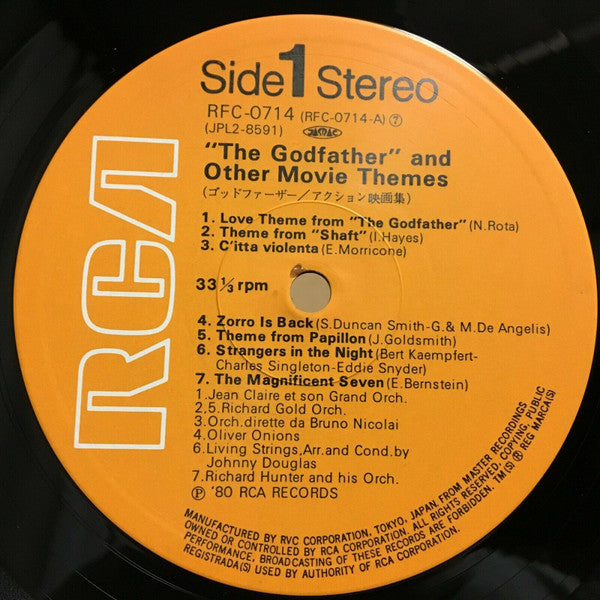 Side 1 Stereo
RFC-0714 (RFC-0714-A) ⑦
(JPL2-8591) JASRAC
"The Godfather" and
Other Movie Themes
(ゴッドファーザー/アクション映画集)
1. Love Theme from "The Godfather" (N.Rota)
2. Theme from "Shaft" (I.Hayes)
3. C'itta violenta (E.Morricone)
33 1/3 rpm
4. Zorro Is Back (S.Duncan Smith-G.& M.De Angelis)
5. Theme from Papillon (J.Goldsmith)
6. Strangers in the Night (Bert Kaempfert-
Charles Singleton-Eddie Snyder)
7. The Magnificent Seven (E.Bernstein)
1.Jean Claire et son Grand Orch.
2.5.Richard Gold Orch.
3.Orch.dirette da Bruno Nicolai
4.Oliver Onions
6.Living Strings,Arr.and Cond.by
Johnny Douglas
7.Richard Hunter and his Orch.
Ⓟ '80 RCA RECORDS
RCA
MANUFACTURED BY RVC CORPORATION, TOKYO, JAPAN, FROM MASTER RECORDINGS
OWNED OR CONTROLLED BY RCA CORPORATION. ALL RIGHTS RESERVED. COPYING, PUBLIC
PERFORMANCE, BROADCASTING OF THESE RECORDS ARE FORBIDDEN. TM(S) ® REG MARCA(S)
REGISTRADA(S) USED BY AUTHORITY OF RCA CORPORATION.